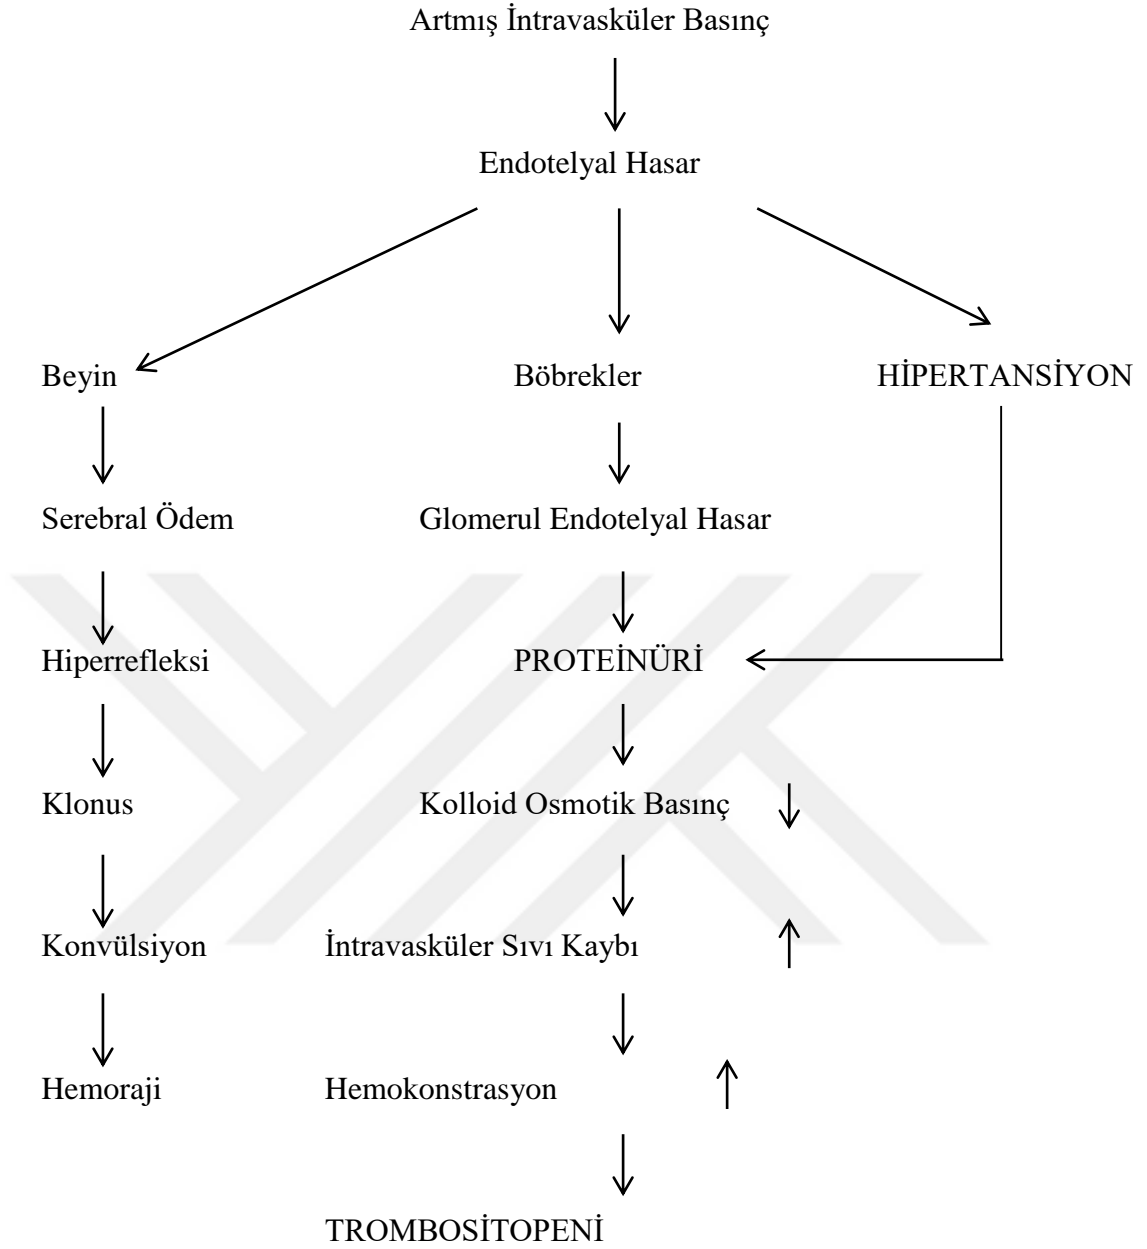 Artmış İntravasküler Basınç
Endotelyal Hasar
Beyin
Böbrekler
HİPERTANSİYON
Serebral Ödem
Glomerul Endotelyal Hasar
Hiperrefleksi
PROTEİNÜRİ
Klonus
Kolloid Osmotik Basınç
Konvülsiyon
İntravasküler Sıvı Kaybı
Hemoraji
Hemokonstrasyon
TROMBOSİTOPENİ